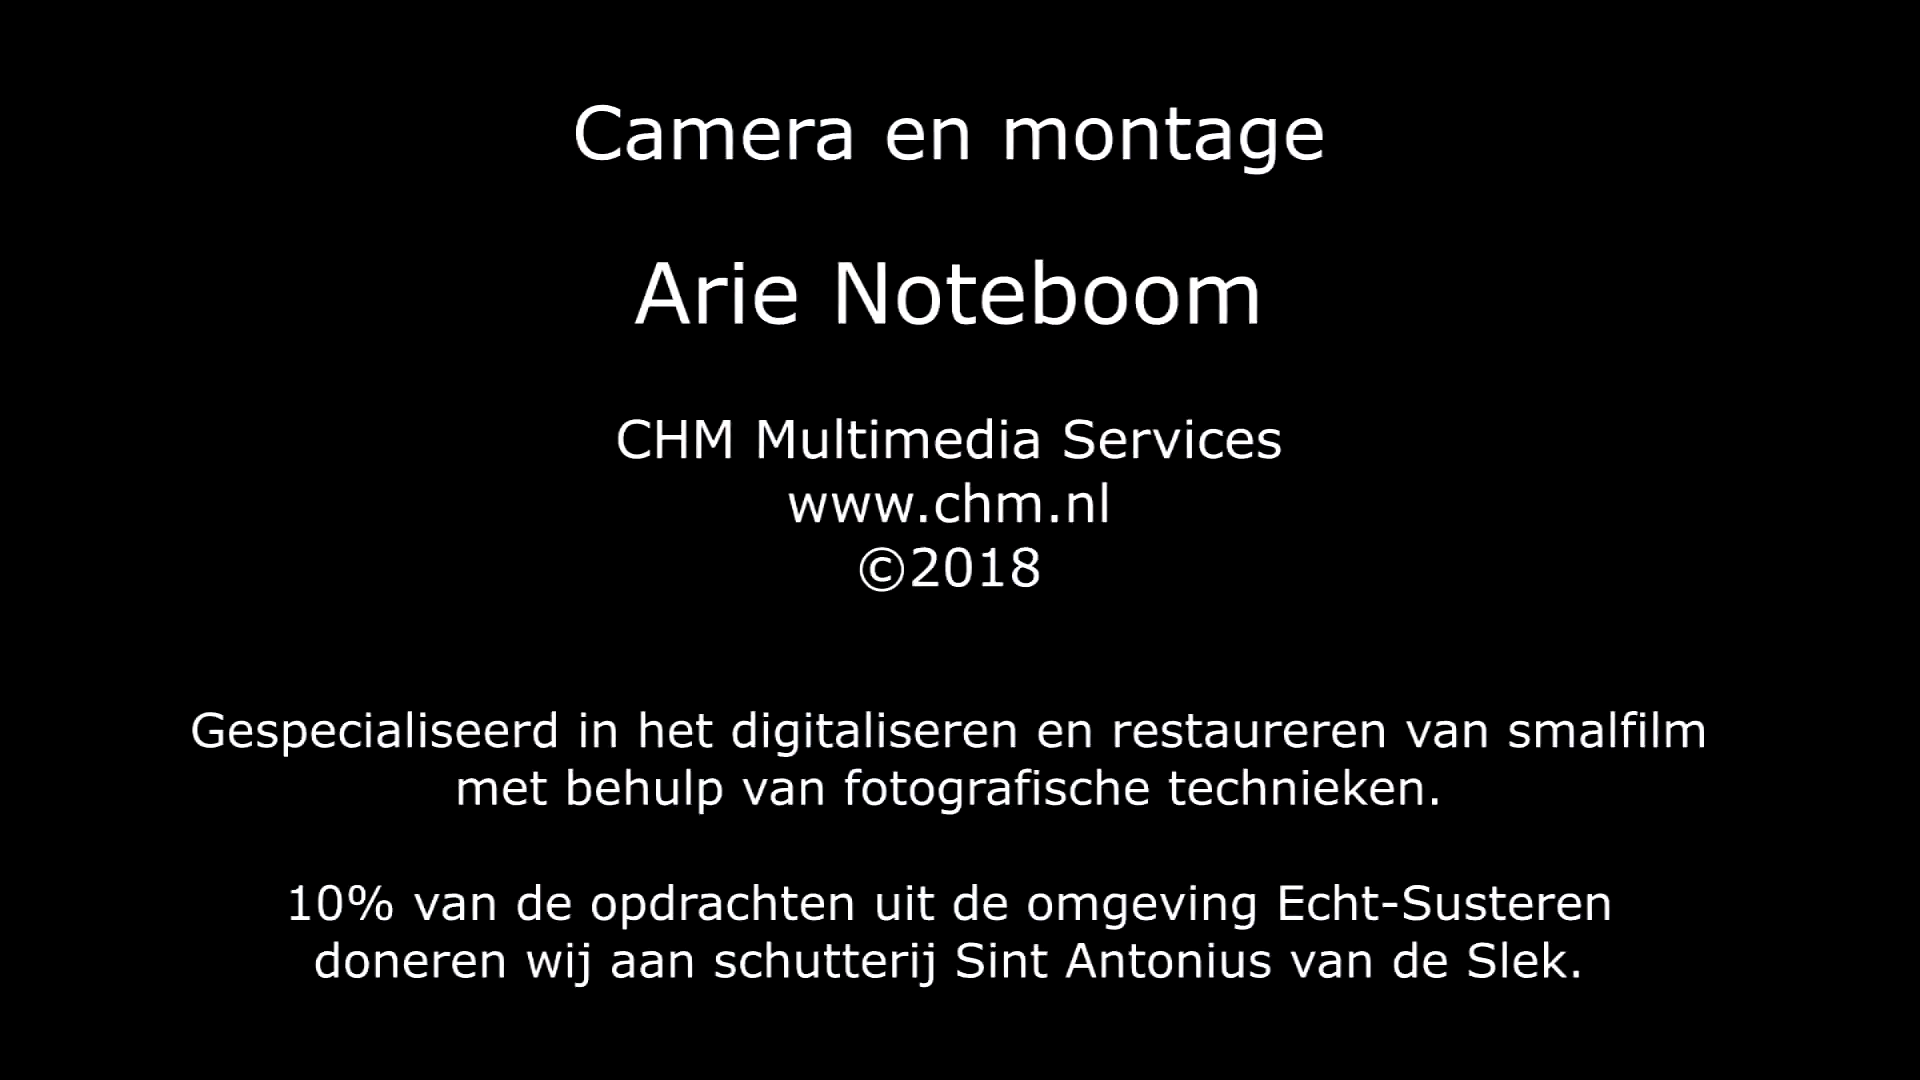 Camera en montage
Arie Noteboom
CHM Multimedia Services
www.chm.nl
©2018
Gespecialiseerd in het digitaliseren en restaureren van smalfilm
met behulp van fotografische technieken.
10% van de opdrachten uit de omgeving Echt-Susteren
doneren wij aan schutterij Sint Antonius van de Slek.